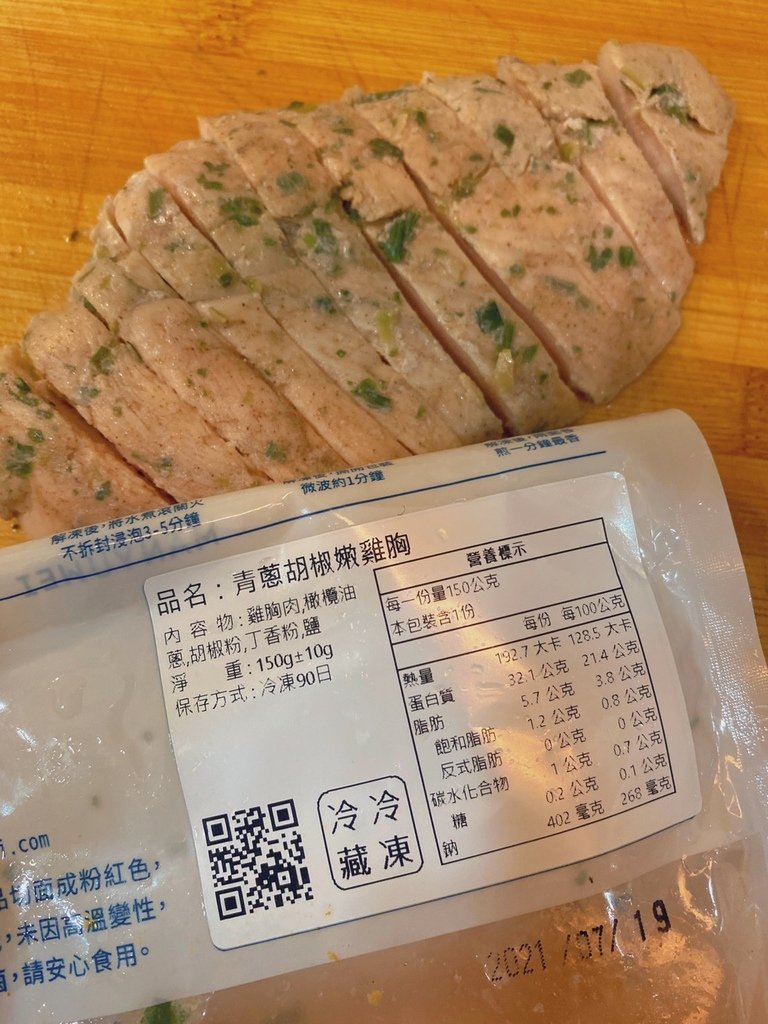 解凍後,將水煮滾關火
不拆封浸泡3-5分鐘
微波約1分鐘
煎一分鐘最香
品名：青蔥胡椒嫩雞胸
內 容 物：雞胸肉,橄欖油
蔥,胡椒粉,丁香粉,鹽
淨　　重：150g±10g
保存方式：冷凍90日
冷 冷
藏 凍
營養標示
每一份量150公克
本包裝含1份
每份 每100公克
熱量 192.7 大卡 128.5 大卡
蛋白質 32.1 公克 21.4 公克
脂肪 5.7 公克 3.8 公克
飽和脂肪 1.2 公克 0.8 公克
反式脂肪 0 公克 0 公克
碳水化合物 1 公克 0.7 公克
糖 0.2 公克 0.1 公克
鈉 402 毫克 268 毫克
.com
切面成粉紅色，
，未因高溫變性，
，請安心食用。
2021 /07/ 19